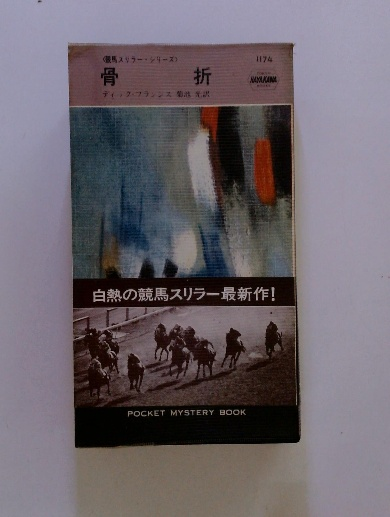 〈競馬スリラー・シリーズ〉
1174
骨 折
HAYAKAWA
ディック・フランシス 菊池 光訳
白熱の競馬スリラー最新作!
POCKET MYSTERY BOOK